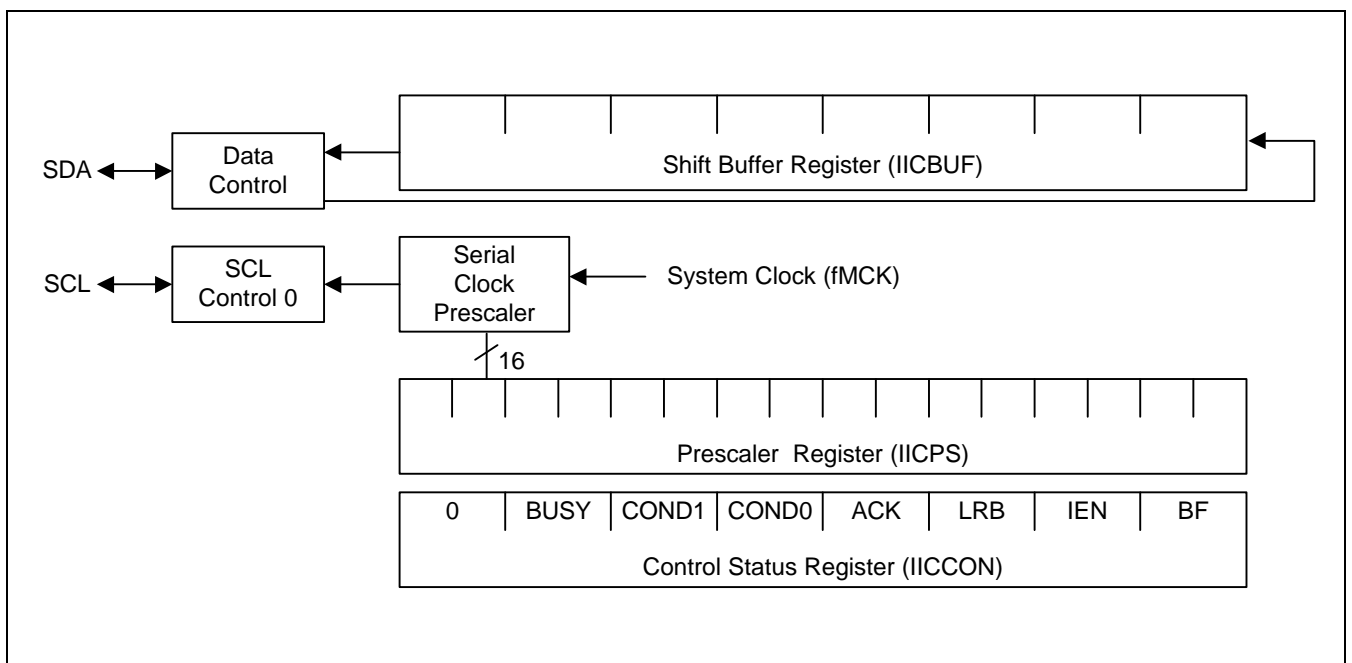 SDA
Data
Control
Shift Buffer Register (IICBUF)
SCL
SCL
Control 0
Serial
Clock
Prescaler
System Clock (fMCK)
16
Prescaler Register (IICPS)
0 BUSY COND1 COND0 ACK LRB IEN BF
Control Status Register (IICCON)